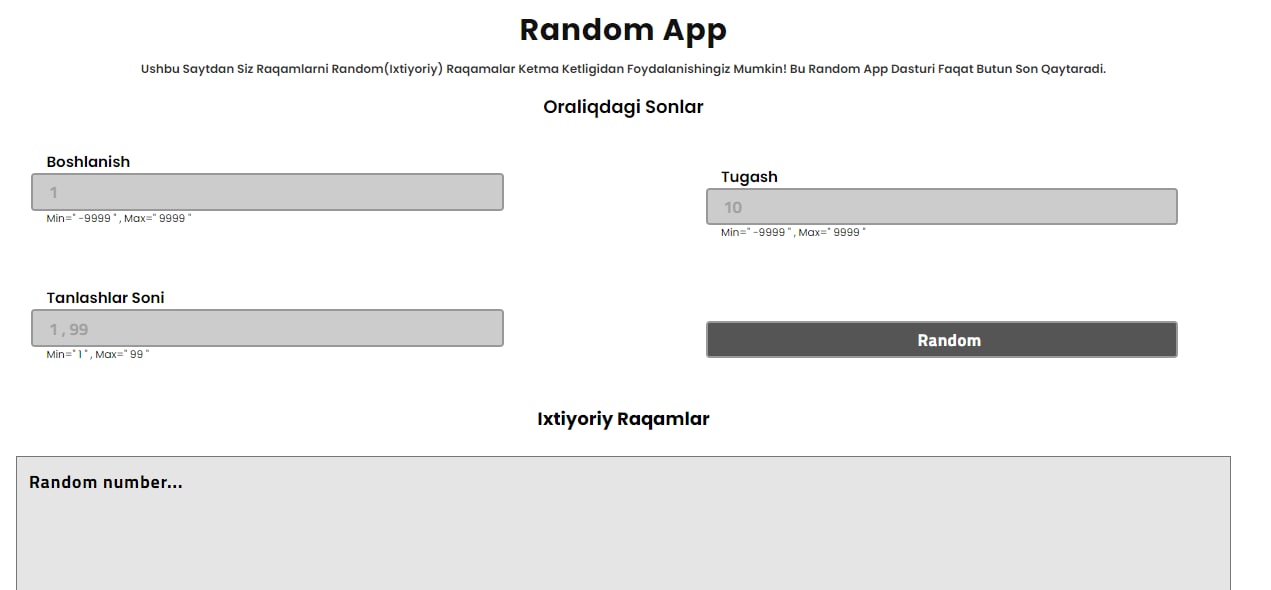 Random App
Ushbu Saytdan Siz Raqamlarni Random(Ixtiyoriy) Raqamalar Ketma Ketligidan Foydalanishingiz Mumkin! Bu Random App Dasturi Faqat Butun Son Qaytaradi.
Oraliqdagi Sonlar
Boshlanish
1
Min=" -9999 " , Max=" 9999 "
Tugash
10
Min=" -9999 " , Max=" 9999 "
Tanlashlar Soni
1 , 99
Min=" 1 " , Max=" 99 "
Random
Ixtiyoriy Raqamlar
Random number...